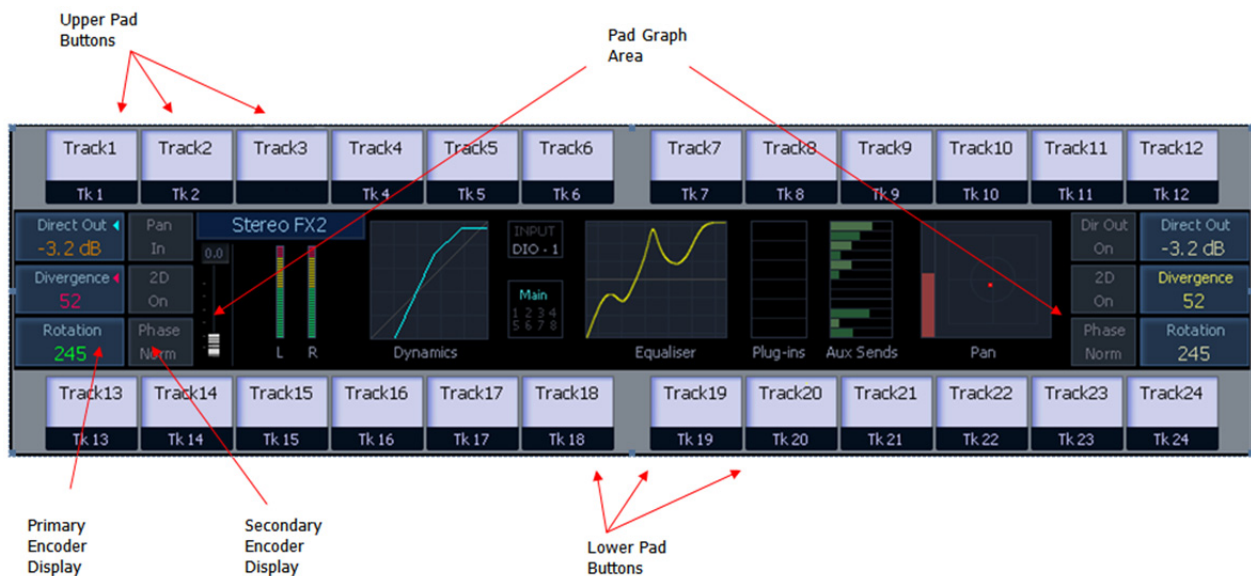 Upper Pad
Buttons
Pad Graph
Area
Track1 Track2 Track3 Track4 Track5 Track6 Track7 Track8 Track9 Track10 Track11 Track12
Tk 1 Tk 2 Tk 4 Tk 5 Tk 6 Tk 7 Tk 8 Tk 9 Tk 10 Tk 11 Tk 12
Direct Out Pan Stereo FX2 INPUT Dir Out Direct Out
-3.2 dB In 0.0 DIO - 1 On -3.2 dB
Divergence 2D Main 2D Divergence
52 On 1 2 3 4 On 52
5 6 7 8
Rotation Phase Phase Rotation
245 Norm L R Dynamics Equaliser Plug-ins Aux Sends Pan Norm 245
Track13 Track14 Track15 Track16 Track17 Track18 Track19 Track20 Track21 Track22 Track23 Track24
Tk 13 Tk 14 Tk 15 Tk 16 Tk 17 Tk 18 Tk 19 Tk 20 Tk 21 Tk 22 Tk 23 Tk 24
Primary
Encoder
Display
Secondary
Encoder
Display
Lower Pad
Buttons